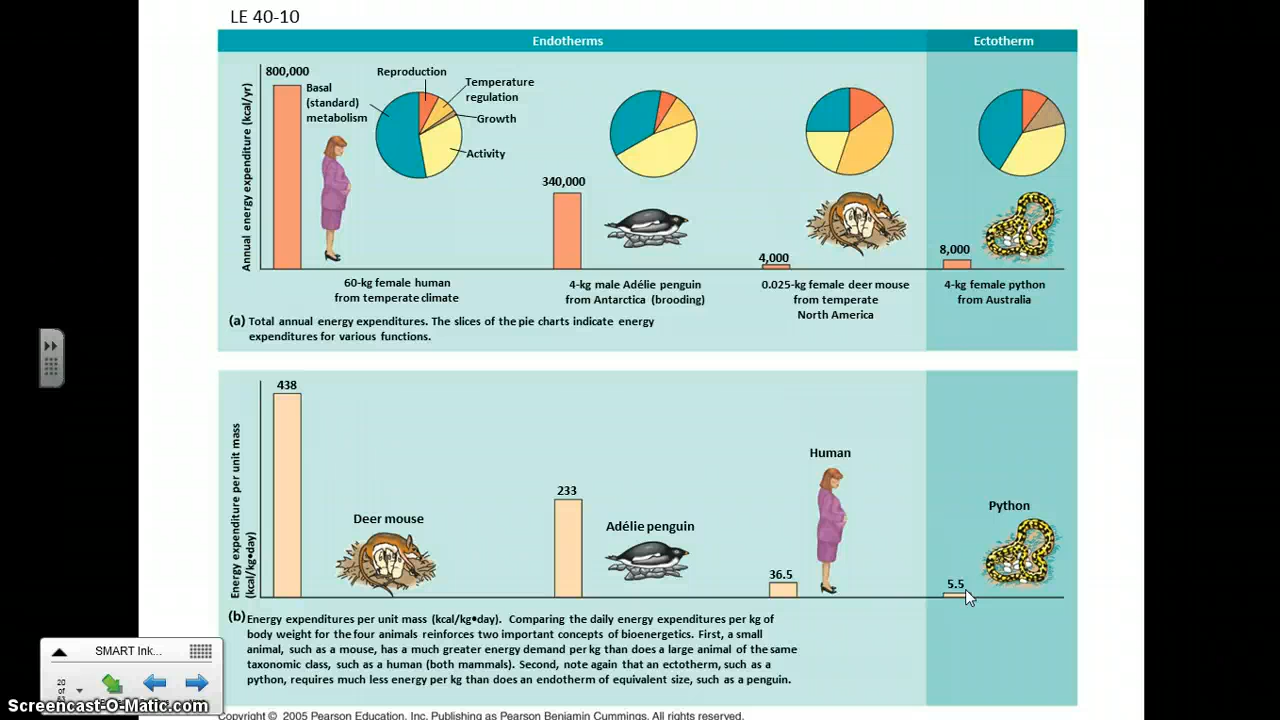 LE 40-10
Endotherms
Ectotherm
Annual energy expenditure (kcal/yr)
800,000
Basal
(standard)
metabolism
Reproduction
Temperature
regulation
Growth
Activity
340,000
4,000
8,000
60-kg female human
from temperate climate
4-kg male Adélie penguin
from Antarctica (brooding)
0.025-kg female deer mouse
from temperate
North America
4-kg female python
from Australia
(a) Total annual energy expenditures. The slices of the pie charts indicate energy
expenditures for various functions.
Energy expenditure per unit mass
(kcal/kg•day)
438
Deer mouse
233
Adélie penguin
36.5
Human
5.5
Python
(b) Energy expenditures per unit mass (kcal/kg•day). Comparing the daily energy expenditures per kg of
body weight for the four animals reinforces two important concepts of bioenergetics. First, a small
animal, such as a mouse, has a much greater energy demand per kg than does a large animal of the same
taxonomic class, such as a human (both mammals). Second, note again that an ectotherm, such as a
python, requires much less energy per kg than does an endotherm of equivalent size, such as a penguin.
SMART Ink...
20
of
Screencast-O-Matic.com
Copyright © 2005 Pearson Education, Inc. Publishing as Pearson Benjamin Cummings. All rights reserved.